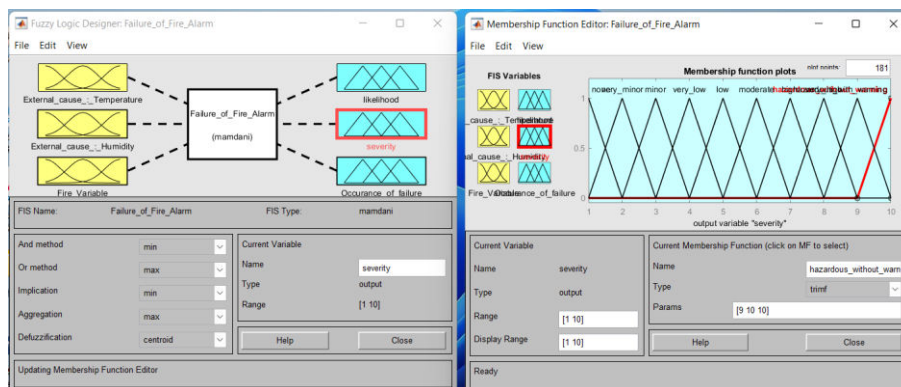 Fuzzy Logic Designer: Failure_of_Fire_Alarm
File Edit View
External_cause_:_Temperature
External_cause_:_Humidity
Fire_Variable
Failure_of_Fire_Alarm
(mamdani)
likelihood
severity
Occurance_of_failure
FIS Name: Failure_of_Fire_Alarm FIS Type: mamdani
And method min
Or method max
Implication min
Aggregation max
Defuzzification centroid
Current Variable
Name severity
Type output
Range [1 10]
Help Close
Updating Membership Function Editor
Membership Function Editor: Failure_of_Fire_Alarm
File Edit View
FIS Variables
Fire_Variable
Membership function plots
plot points: 181
very_minor minor very_low low moderate
1
0.5
0
1 2 3 4 5 6 7 8 9 10
output variable "severity"
Current Variable
Name severity
Type output
Range [1 10]
Display Range [1 10]
Current Membership Function (click on MF to select)
Name hazardous_without_warn
Type trimf
Params [9 10 10]
Help Close
Ready